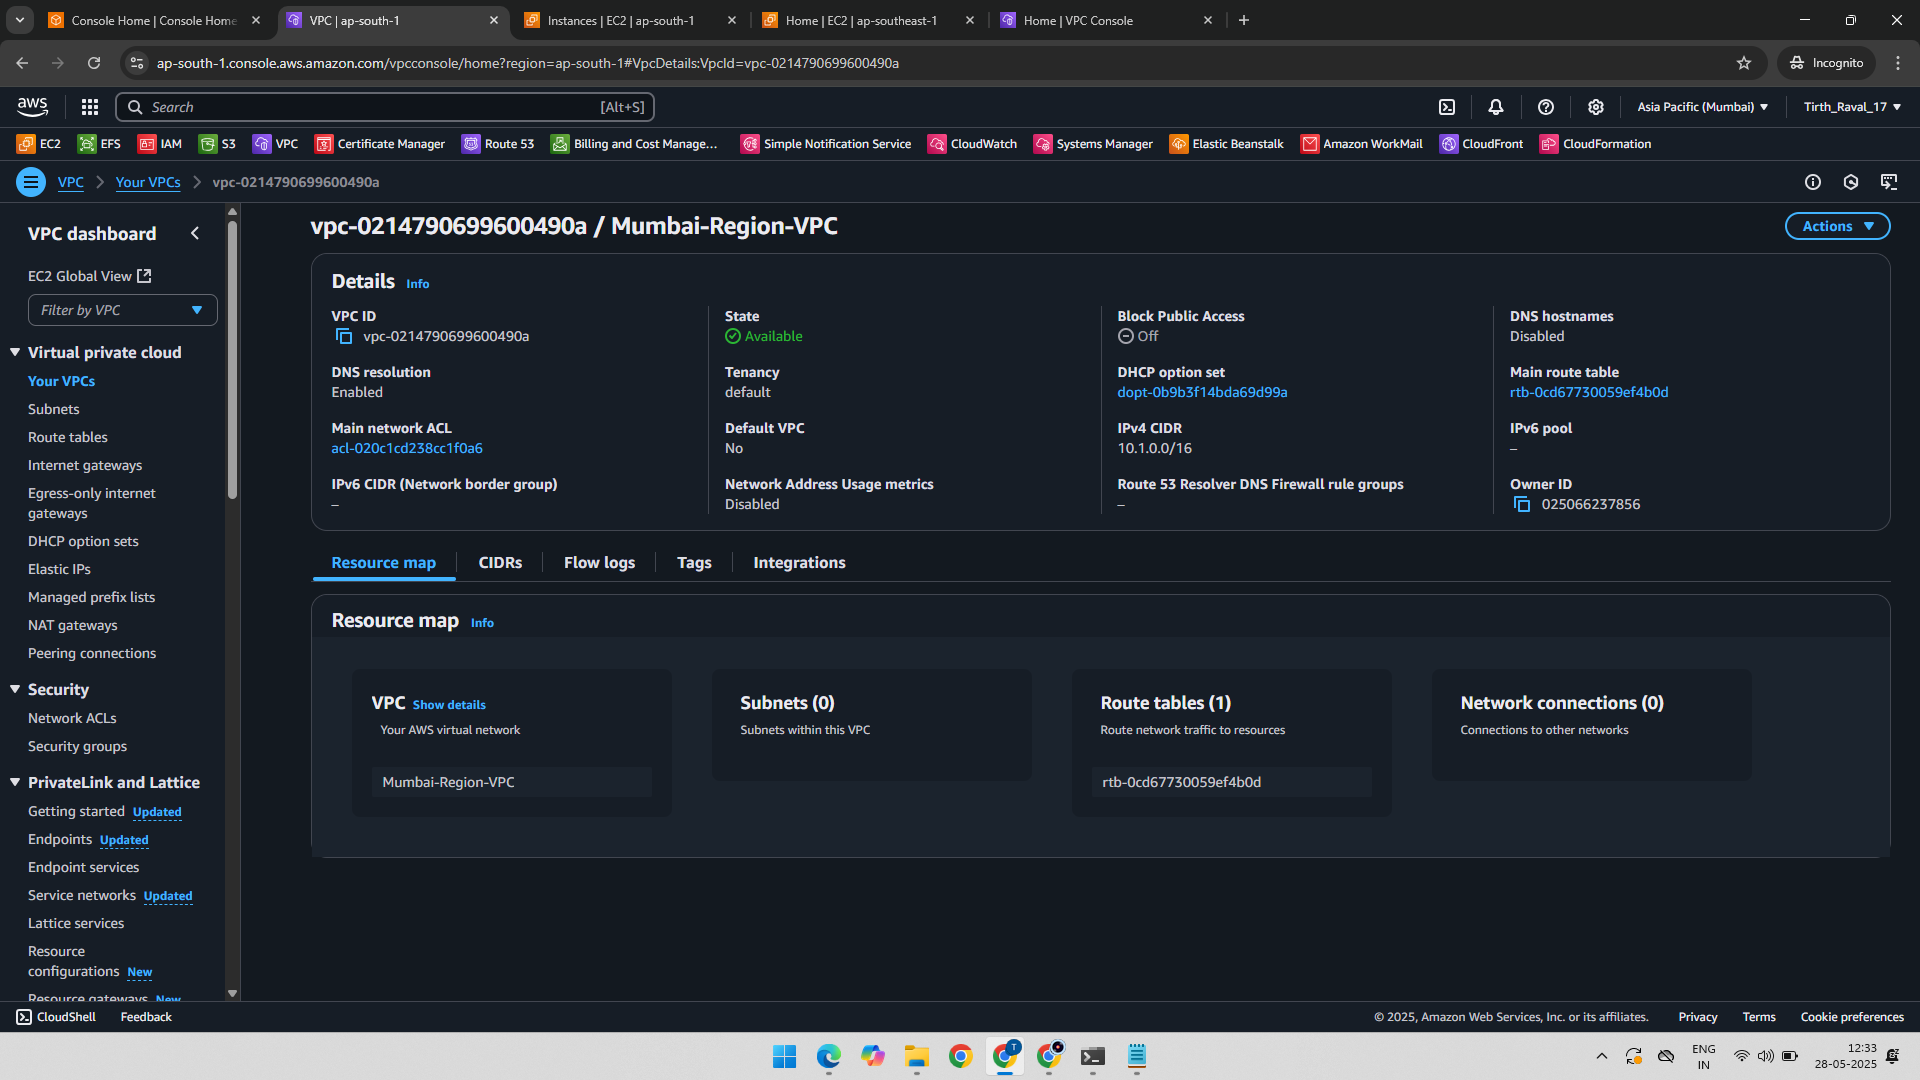 Console Home | Console Home
VPC | ap-south-1
Instances | EC2 | ap-south-1
Home | EC2 | ap-southeast-1
Home | VPC Console
ap-south-1.console.aws.amazon.com/vpcconsole/home?region=ap-south-1#VpcDetails:VpcId=vpc-0214790699600490a
Incognito
aws
Search
[Alt+S]
Asia Pacific (Mumbai)
Tirth_Raval_17
EC2
EFS
IAM
S3
VPC
Certificate Manager
Route 53
Billing and Cost Manage...
Simple Notification Service
CloudWatch
Systems Manager
Elastic Beanstalk
Amazon WorkMail
CloudFront
CloudFormation
VPC
Your VPCs
vpc-0214790699600490a
VPC dashboard
EC2 Global View
Filter by VPC
Virtual private cloud
Your VPCs
Subnets
Route tables
Internet gateways
Egress-only internet
gateways
DHCP option sets
Elastic IPs
Managed prefix lists
NAT gateways
Peering connections
Security
Network ACLs
Security groups
PrivateLink and Lattice
Getting started Updated
Endpoints Updated
Endpoint services
Service networks Updated
Lattice services
Resource
configurations New
Resource gateways New
vpc-0214790699600490a / Mumbai-Region-VPC
Actions
Details Info
VPC ID
vpc-0214790699600490a
State
Available
Block Public Access
Off
DNS hostnames
Disabled
DNS resolution
Enabled
Tenancy
default
DHCP option set
dopt-0b9b3f14bda69d99a
Main route table
rtb-0cd67730059ef4b0d
Main network ACL
acl-020c1cd238cc1f0a6
Default VPC
No
IPv4 CIDR
10.1.0.0/16
IPv6 pool
–
IPv6 CIDR (Network border group)
–
Network Address Usage metrics
Disabled
Route 53 Resolver DNS Firewall rule groups
–
Owner ID
025066237856
Resource map
CIDRs
Flow logs
Tags
Integrations
Resource map Info
VPC Show details
Your AWS virtual network
Mumbai-Region-VPC
Subnets (0)
Subnets within this VPC
Route tables (1)
Route network traffic to resources
rtb-0cd67730059ef4b0d
Network connections (0)
Connections to other networks
CloudShell
Feedback
© 2025, Amazon Web Services, Inc. or its affiliates.
Privacy
Terms
Cookie preferences
T
ENG
IN
12:33
28-05-2025